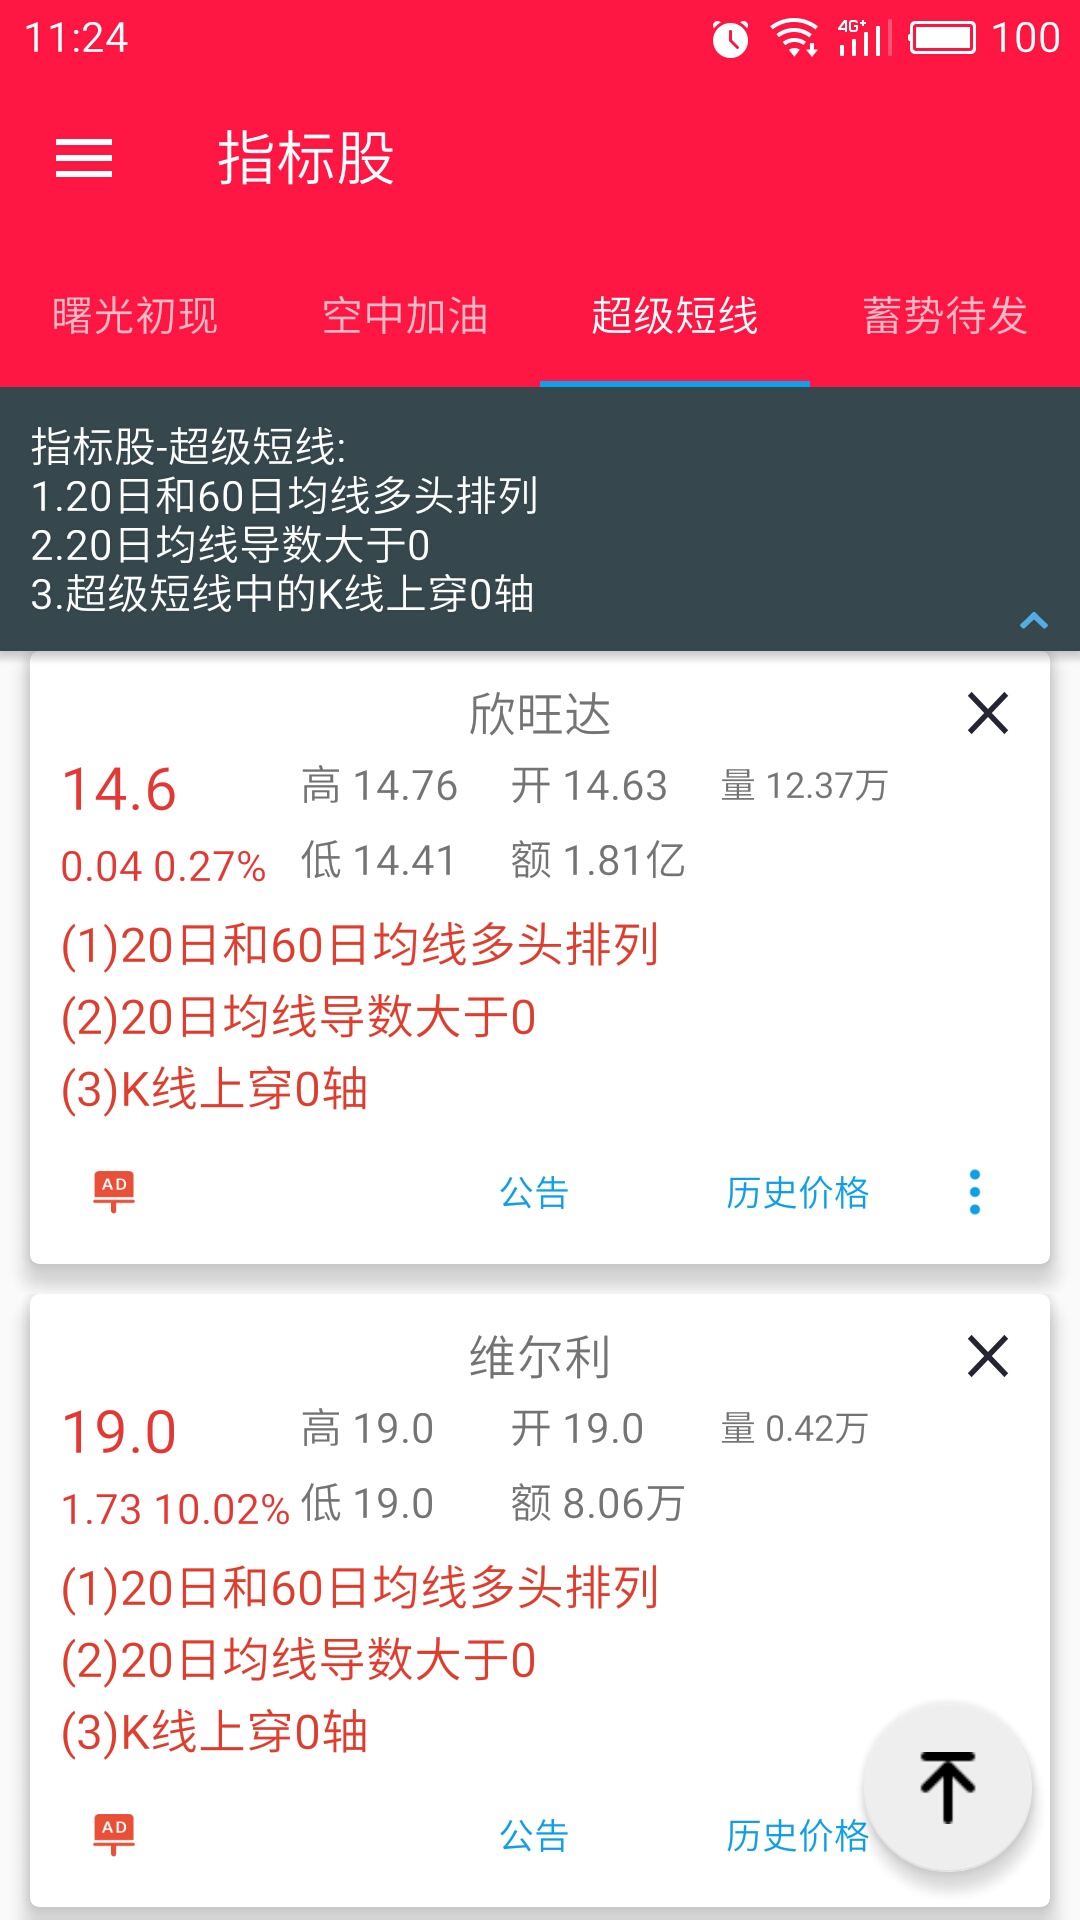 11:24
4G+
100
指标股
曙光初现
空中加油
超级短线
蓄势待发
指标股-超级短线:
1.20日和60日均线多头排列
2.20日均线导数大于0
3.超级短线中的K线上穿0轴
欣旺达
14.6 高 14.76 开 14.63 量 12.37万
0.04 0.27% 低 14.41 额 1.81亿
(1)20日和60日均线多头排列
(2)20日均线导数大于0
(3)K线上穿0轴
AD 公告 历史价格
维尔利
19.0 高 19.0 开 19.0 量 0.42万
1.73 10.02% 低 19.0 额 8.06万
(1)20日和60日均线多头排列
(2)20日均线导数大于0
(3)K线上穿0轴
AD 公告 历史价格